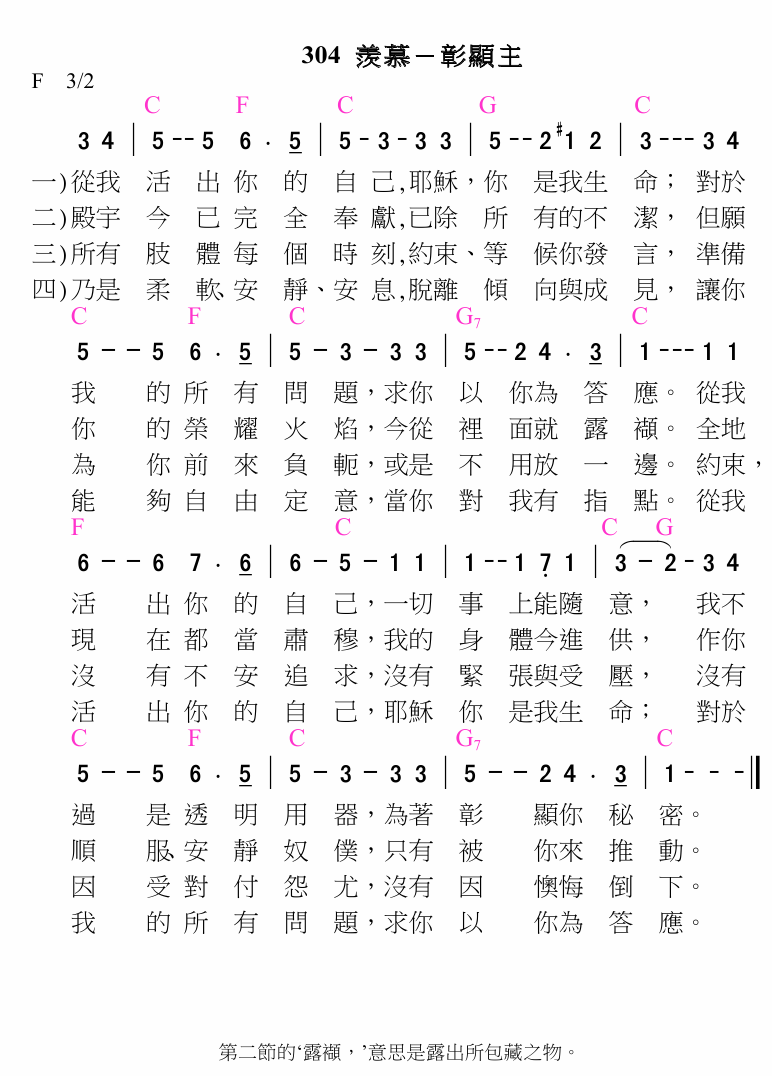 304 羨慕－彰顯主
F 3/2
C F C G C
3 4 | 5 -- 5 6 . 5 | 5 - 3 - 3 3 | 5 -- 2 #1 2 | 3 --- 3 4
一)從我 活 出 你 的 自 己,耶穌，你 是我生 命； 對於
二)殿宇 今 已 完 全 奉 獻,已除 所 有的不 潔， 但願
三)所有 肢 體 每 個 時 刻,約束、等 候你發 言， 準備
四)乃是 柔 軟、安 靜、安 息,脫離 傾 向與成 見， 讓你
C F C G7 C
5 – – 5 6 . 5 | 5 – 3 – 3 3 | 5 -- 2 4 . 3 | 1 --- 1 1
我 的 所 有 問 題，求你 以 你為 答 應。 從我
你 的 榮 耀 火 焰，今從 裡 面就 露 襭。 全地
為 你 前 來 負 軛，或是 不 用放 一 邊。 約束，
能 夠 自 由 定 意，當你 對 我有 指 點。 從我
F C C G
6 – – 6 7 . 6 | 6 – 5 – 1 1 | 1 -- 1 7 1 | 3 – 2 - 3 4
活 出 你 的 自 己，一切 事 上能隨 意， 我不
現 在 都 當 肅 穆，我的 身 體今進 供， 作你
沒 有 不 安 追 求，沒有 緊 張與受 壓， 沒有
活 出 你 的 自 己，耶穌 你 是我生 命； 對於
C F C G7 C
5 – – 5 6 . 5 | 5 – 3 – 3 3 | 5 – – 2 4 . 3 | 1 - - - ‖
過 是 透 明 用 器，為著 彰 顯你 秘 密。
順 服、安 靜 奴 僕，只有 被 你來 推 動。
因 受 對 付 怨 尤，沒有 因 懊悔 倒 下。
我 的 所 有 問 題，求你 以 你為 答 應。
第二節的‘露襭，’意思是露出所包藏之物。